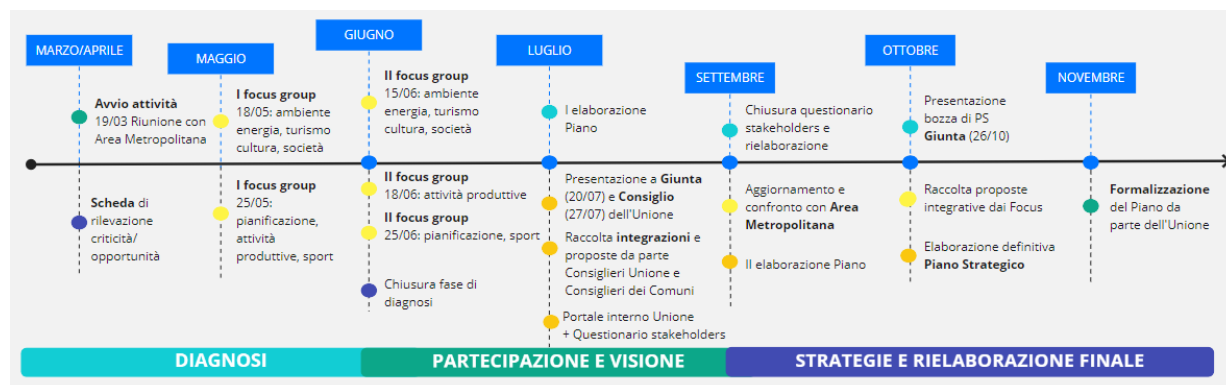 MARZO/APRILE
Avvio attività
19/03 Riunione con
Area Metropolitana
Scheda di
rilevazione
criticità/
opportunità
MAGGIO
I focus group
18/05: ambiente
energia, turismo
cultura, società
I focus group
25/05:
pianificazione,
attività
produttive, sport
GIUGNO
II focus group
15/06: ambiente
energia, turismo
cultura, società
II focus group
18/06: attività produttive
II focus group
25/06: pianificazione, sport
Chiusura fase di
diagnosi
LUGLIO
I elaborazione
Piano
Presentazione a Giunta
(20/07) e Consiglio
(27/07) dell'Unione
Raccolta integrazioni e
proposte da parte
Consiglieri Unione e
Consiglieri dei Comuni
Portale interno Unione
+ Questionario stakeholders
SETTEMBRE
Chiusura questionario
stakeholders e
rielaborazione
Aggiornamento e
confronto con Area
Metropolitana
II elaborazione Piano
OTTOBRE
Presentazione
bozza di PS
Giunta (26/10)
Raccolta proposte
integrative dai Focus
Elaborazione definitiva
Piano Strategico
NOVEMBRE
Formalizzazione
del Piano da
parte dell'Unione
DIAGNOSI
PARTECIPAZIONE E VISIONE
STRATEGIE E RIELABORAZIONE FINALE